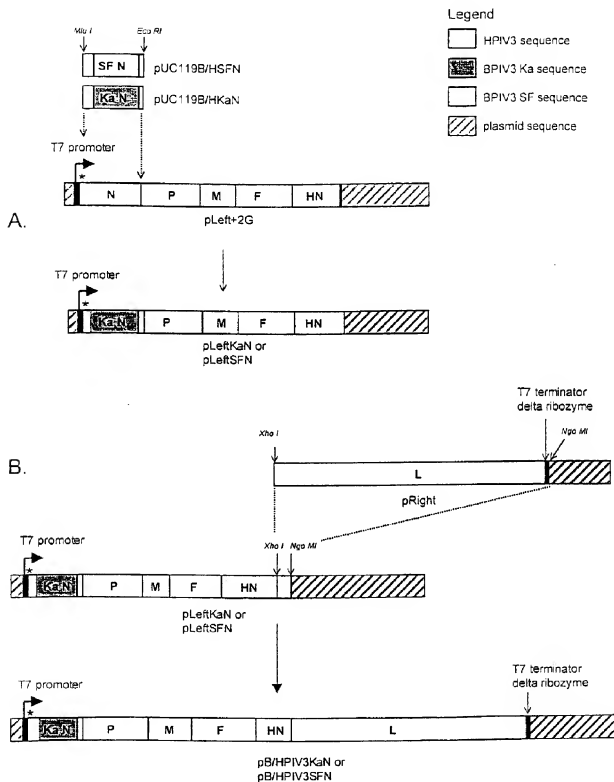 Legend
HPIV3 sequence
BPIV3 Ka sequence
BPIV3 SF sequence
plasmid sequence
Mlu I
Eco RI
SF N
pUC119B/HSFN
Ka N
pUC119B/HKaN
T7 promoter
*
N P M F HN
pLeft+2G
A.
T7 promoter
*
Ka N P M F HN
pLeftKaN or
pLeftSFN
T7 terminator
delta ribozyme
Xho I
Ngo MI
B.
L
pRight
T7 promoter
Xho I Ngo MI
*
Ka N P M F HN
pLeftKaN or
pLeftSFN
T7 terminator
delta ribozyme
T7 promoter
*
Ka N P M F HN L
pB/HPIV3KaN or
pB/HPIV3SFN